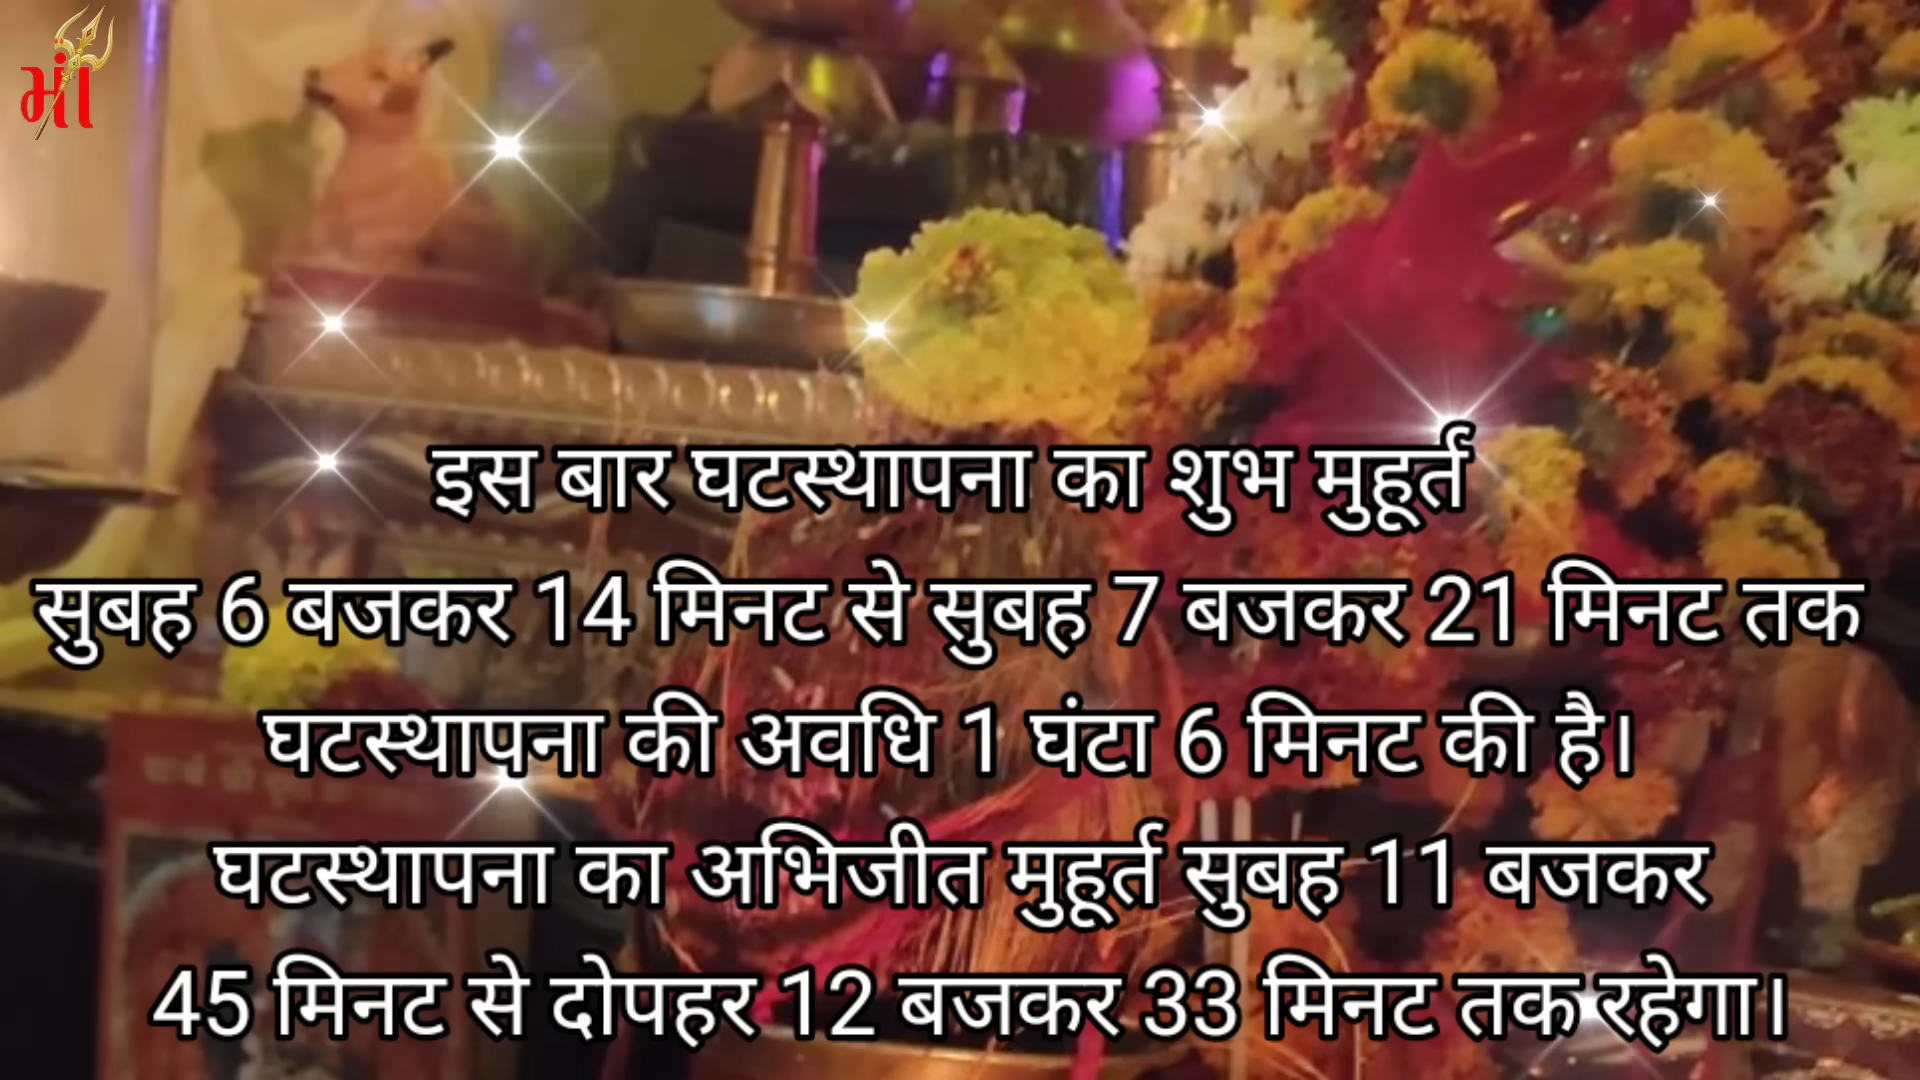 माँ
इस बार घटस्थापना का शुभ मुहूर्त
सुबह 6 बजकर 14 मिनट से सुबह 7 बजकर 21 मिनट तक
घटस्थापना की अवधि 1 घंटा 6 मिनट की है।
घटस्थापना का अभिजीत मुहूर्त सुबह 11 बजकर
45 मिनट से दोपहर 12 बजकर 33 मिनट तक रहेगा।